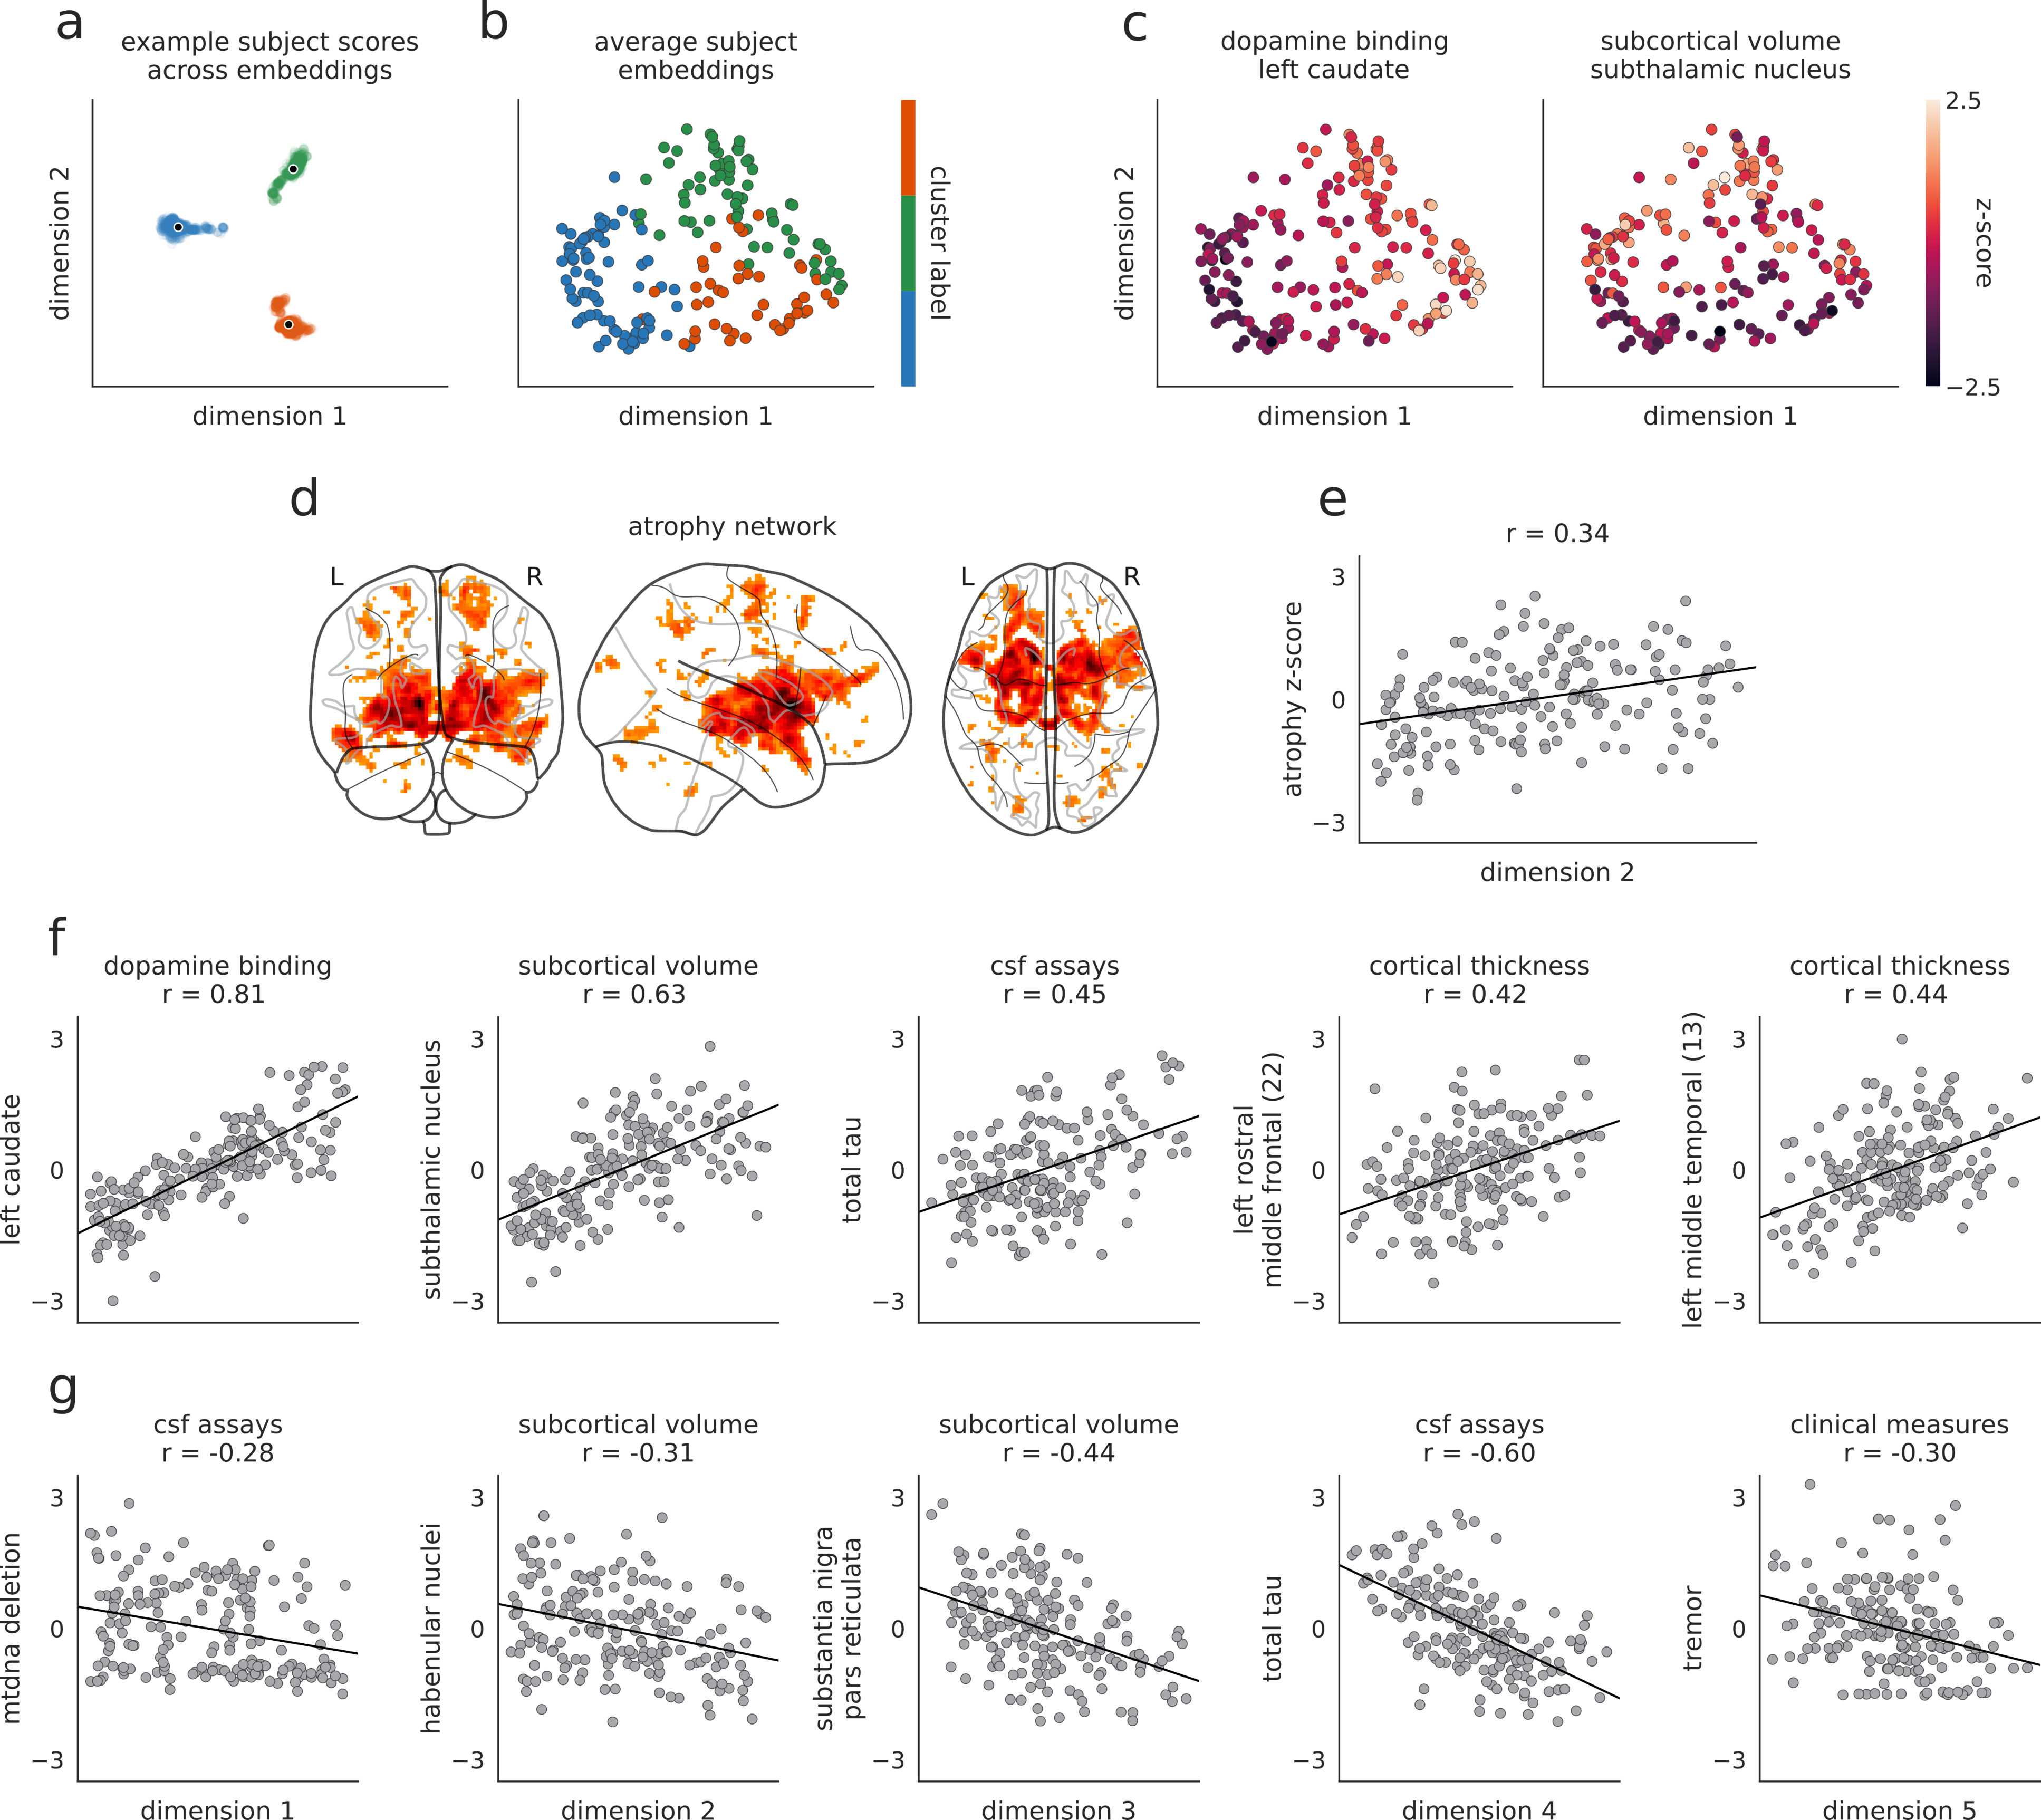 a
example subject scores
across embeddings
dimension 2
dimension 1
b
average subject
embeddings
dimension 1
cluster label
c
dopamine binding
left caudate
dimension 2
dimension 1
subcortical volume
subthalamic nucleus
dimension 1
2.5
z-score
−2.5
d
atrophy network
L
R
L
R
e
r = 0.34
3
0
−3
atrophy z-score
dimension 2
f
dopamine binding
r = 0.81
3
0
−3
left caudate
subcortical volume
r = 0.63
3
0
−3
subthalamic nucleus
csf assays
r = 0.45
3
0
−3
total tau
cortical thickness
r = 0.42
3
0
−3
left rostral
middle frontal (22)
cortical thickness
r = 0.44
3
0
−3
left middle temporal (13)
g
csf assays
r = -0.28
3
0
−3
mtdna deletion
dimension 1
subcortical volume
r = -0.31
3
0
−3
habenular nuclei
dimension 2
subcortical volume
r = -0.44
3
0
−3
substantia nigra
pars reticulata
dimension 3
csf assays
r = -0.60
3
0
−3
total tau
dimension 4
clinical measures
r = -0.30
3
0
−3
tremor
dimension 5